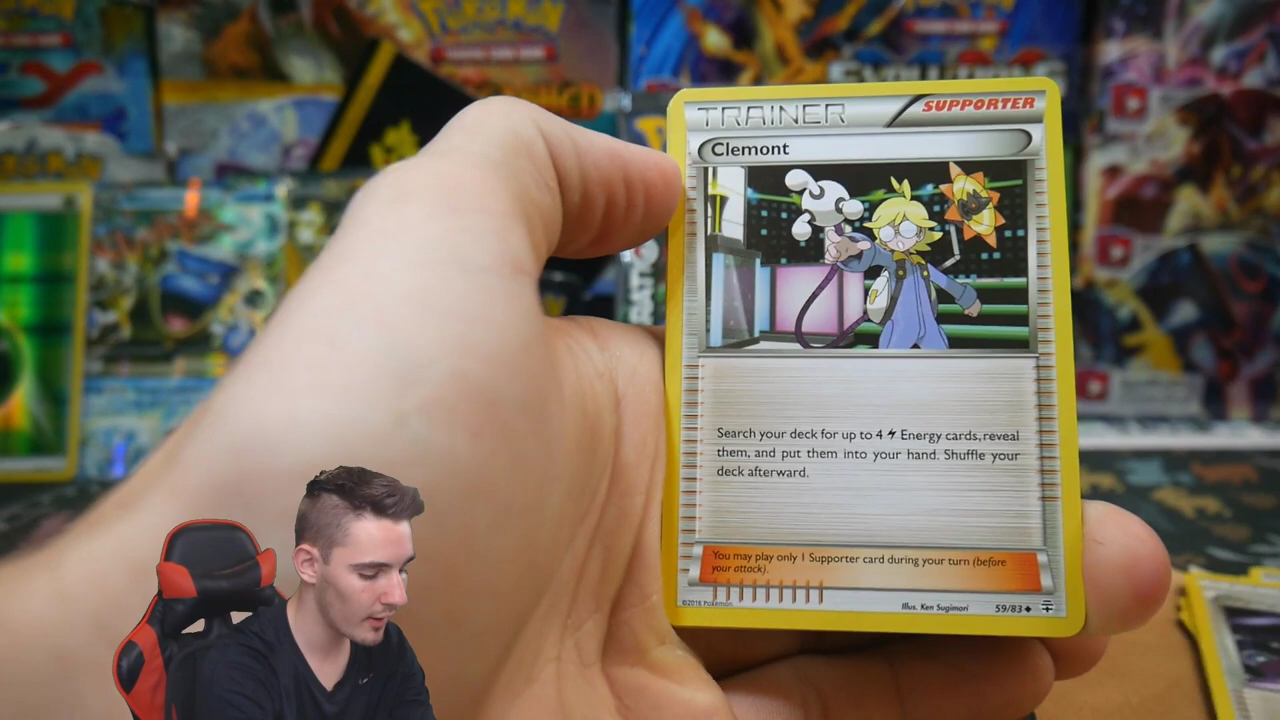 POKÉMON
TRAINER
SUPPORTER
Clemont
Search your deck for up to 4 Energy cards, reveal
them, and put them into your hand. Shuffle your
deck afterward.
You may play only 1 Supporter card during your turn (before
your attack).
©2016 Pokémon
Illus. Ken Sugimori
59/83